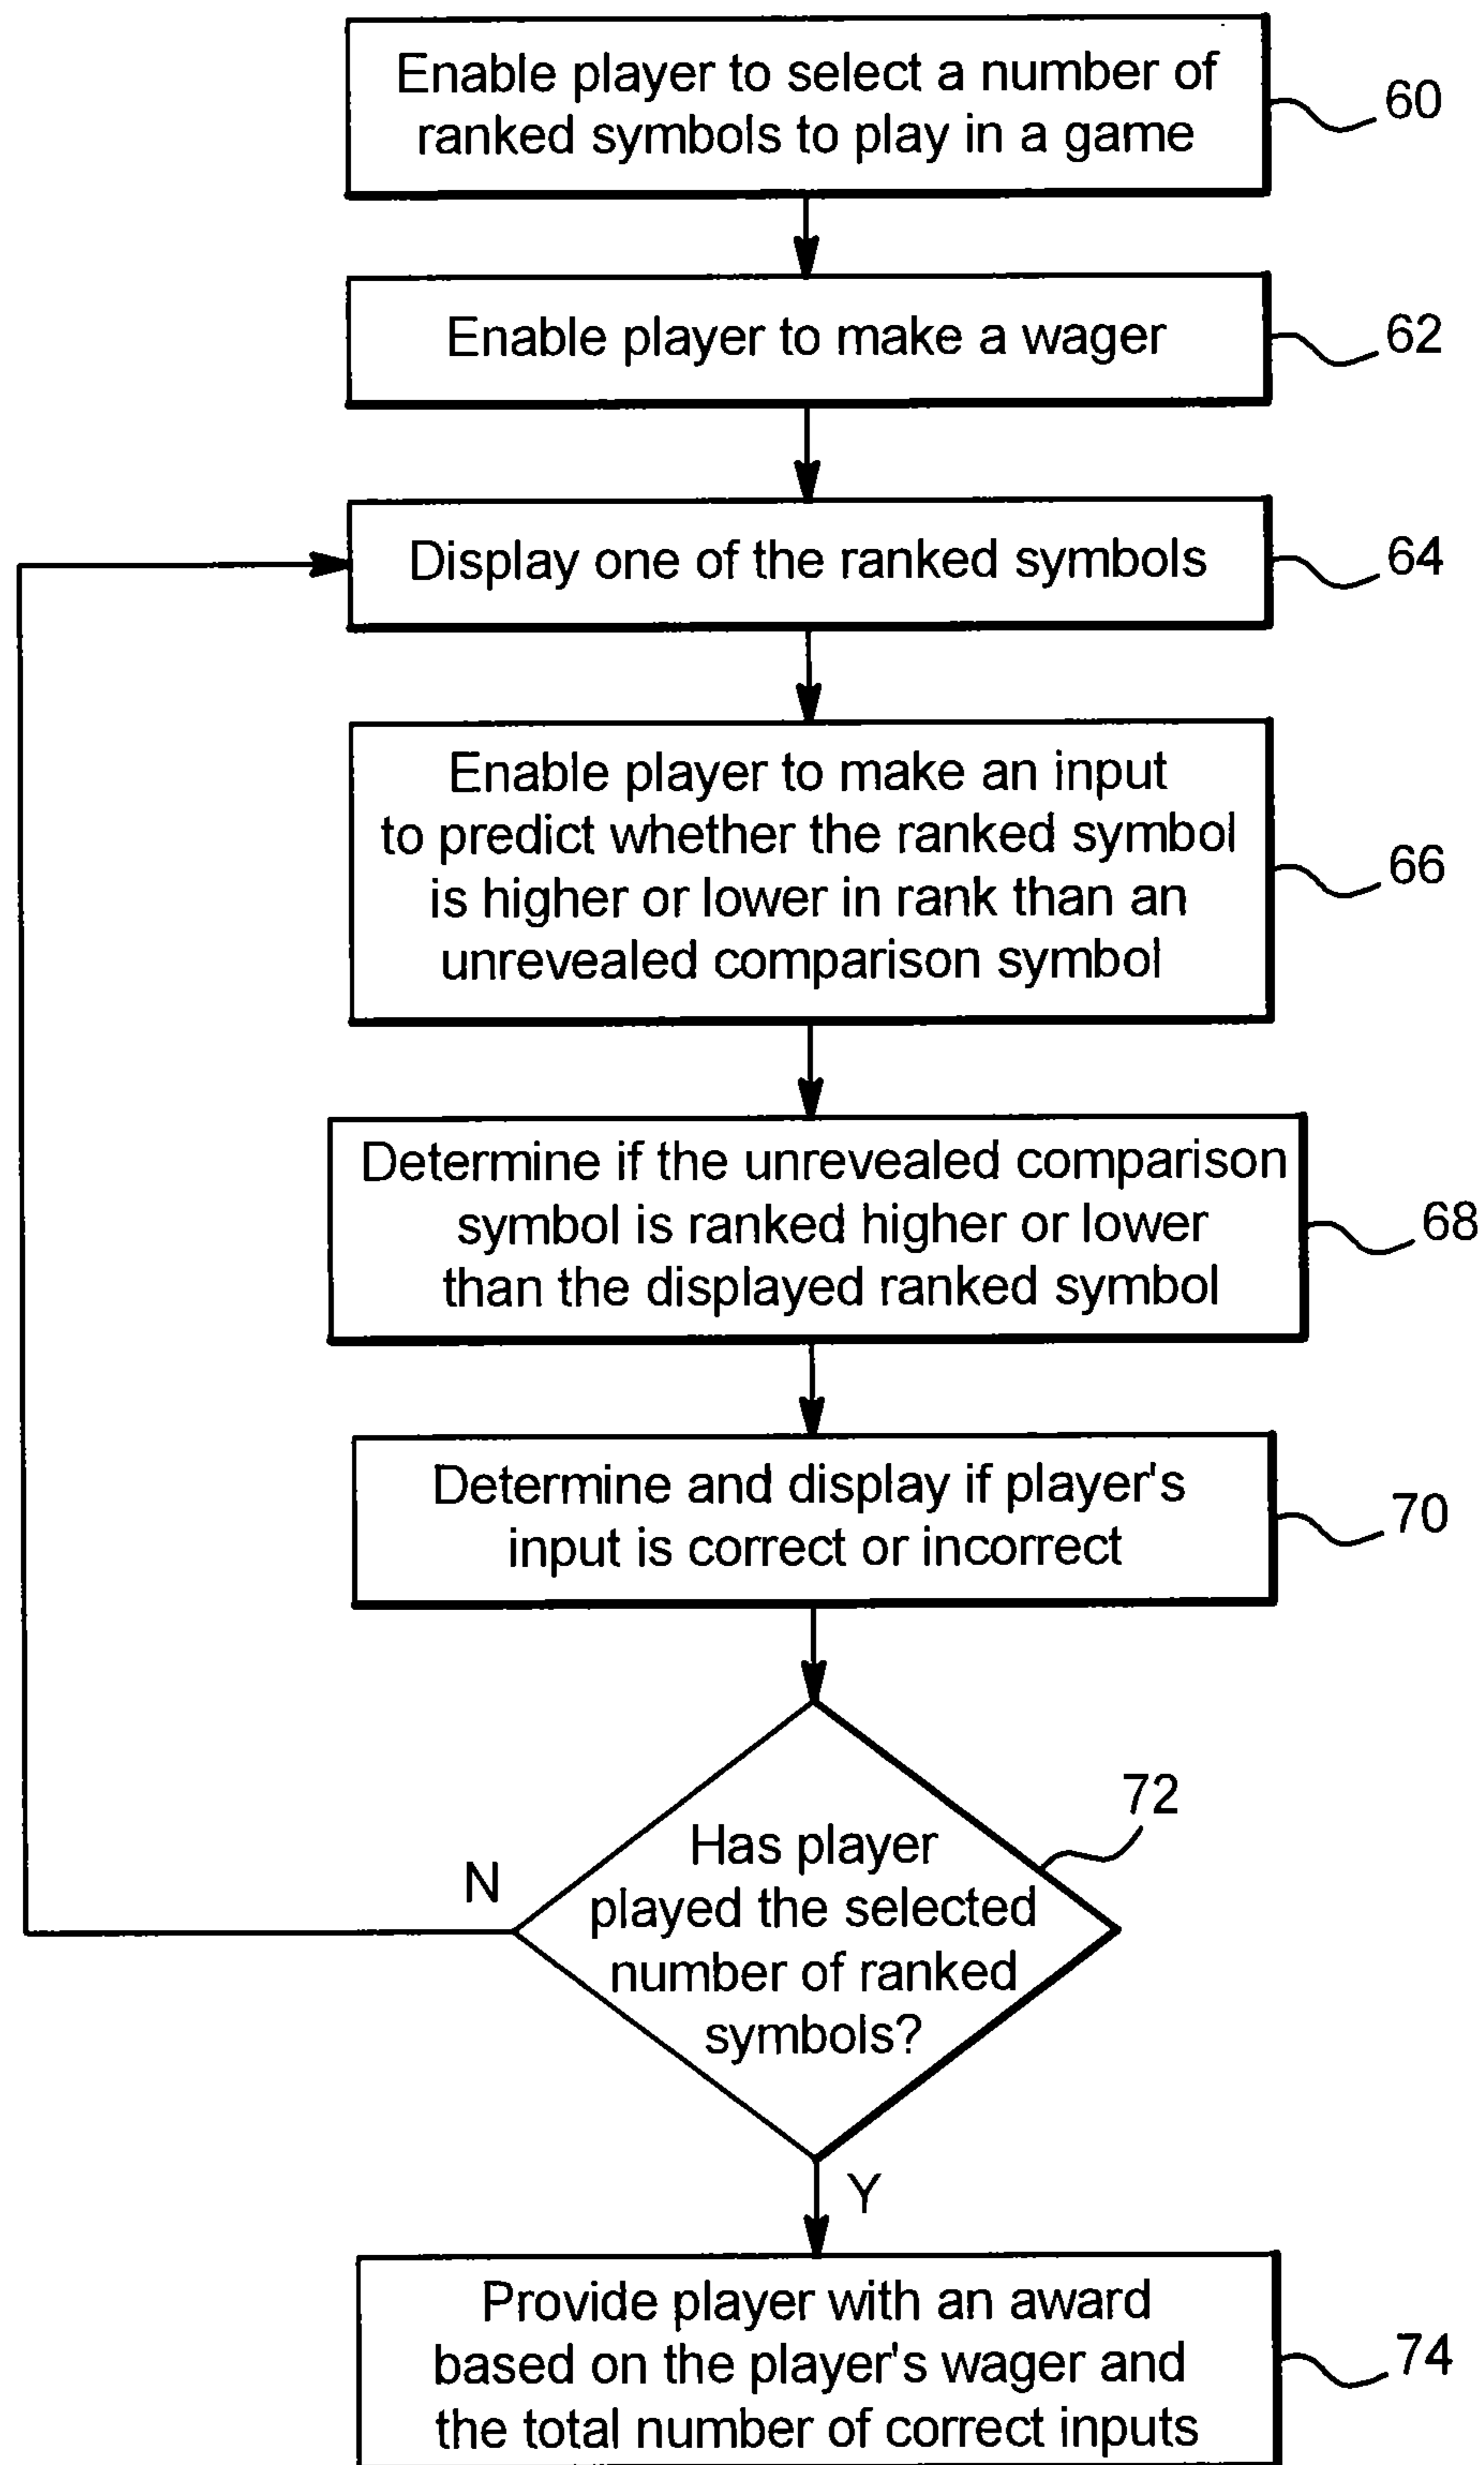 Enable player to select a number of
ranked symbols to play in a game
60
Enable player to make a wager
62
Display one of the ranked symbols
64
Enable player to make an input
to predict whether the ranked symbol
is higher or lower in rank than an
unrevealed comparison symbol
66
Determine if the unrevealed comparison
symbol is ranked higher or lower
than the displayed ranked symbol
68
Determine and display if player's
input is correct or incorrect
70
72
Has player
played the selected
number of ranked
symbols?
N
Y
Provide player with an award
based on the player's wager and
the total number of correct inputs
74